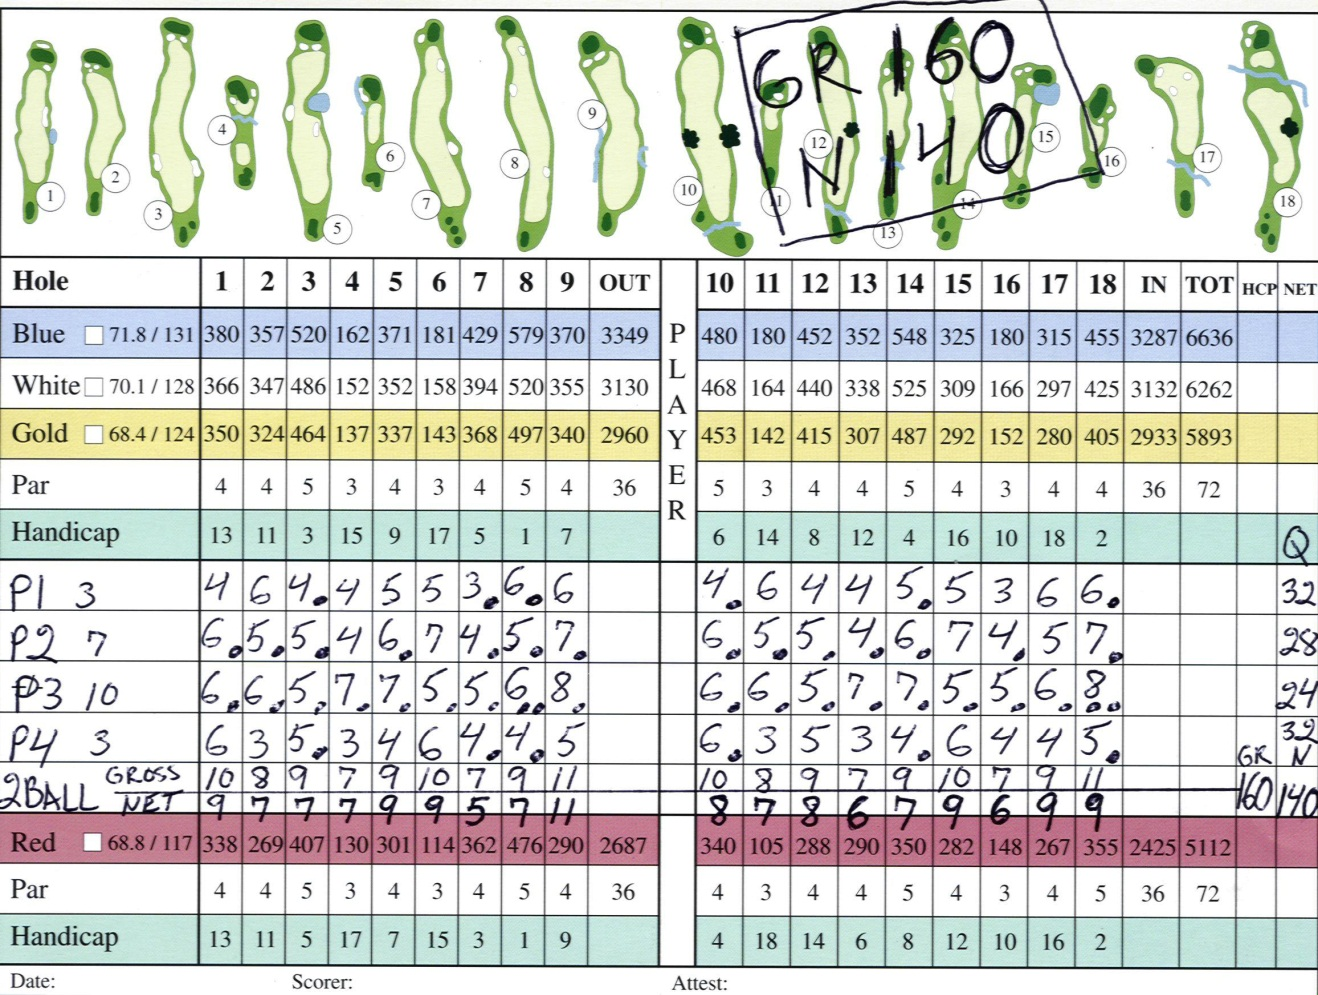 GR 160
N 140
1 2 3 4 5 6 7 8 9 10 11 12 13 14 15 16 17 18
Hole 1 2 3 4 5 6 7 8 9 OUT PLAYER 10 11 12 13 14 15 16 17 18 IN TOT HCP NET
Blue 71.8 / 131 380 357 520 162 371 181 429 579 370 3349 480 180 452 352 548 325 180 315 455 3287 6636
White 70.1 / 128 366 347 486 152 352 158 394 520 355 3130 468 164 440 338 525 309 166 297 425 3132 6262
Gold 68.4 / 124 350 324 464 137 337 143 368 497 340 2960 453 142 415 307 487 292 152 280 405 2933 5893
Par 4 4 5 3 4 3 4 5 4 36 5 3 4 4 5 4 3 4 4 36 72
Handicap 13 11 3 15 9 17 5 1 7 6 14 8 12 4 16 10 18 2 Q
P1 3 4 6 4. 4 5 5 3. 6. 6 4. 6 4 4 5. 5 3 6 6. 32
P2 7 6. 5. 5. 4 6. 7 4. 5. 7. 6. 5. 5. 4. 6. 7 4. 5 7. 28
P3 10 6. 6. 5. 7. 7. 5. 5. 6.. 8. 6. 6. 5. 7. 7. 5. 5. 6. 8.. 24
P4 3 6 3 5. 3 4 6 4. 4. 5 6. 3 5 3 4. 6 4 4 5. 32
2BALL GROSS 10 8 9 7 9 10 7 9 11 10 8 9 7 9 10 7 9 11 GR N
NET 9 7 7 7 9 9 5 7 11 8 7 8 6 7 9 6 9 9 160 140
Red 68.8 / 117 338 269 407 130 301 114 362 476 290 2687 340 105 288 290 350 282 148 267 355 2425 5112
Par 4 4 5 3 4 3 4 5 4 36 4 3 4 4 5 4 3 4 5 36 72
Handicap 13 11 5 17 7 15 3 1 9 4 18 14 6 8 12 10 16 2
Date: Scorer: Attest: